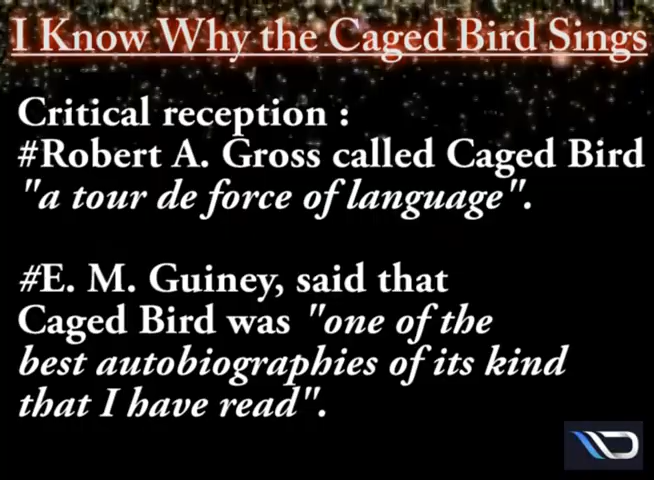 I Know Why the Caged Bird Sings
Critical reception :
#Robert A. Gross called Caged Bird
"a tour de force of language".
#E. M. Guiney, said that
Caged Bird was "one of the
best autobiographies of its kind
that I have read".